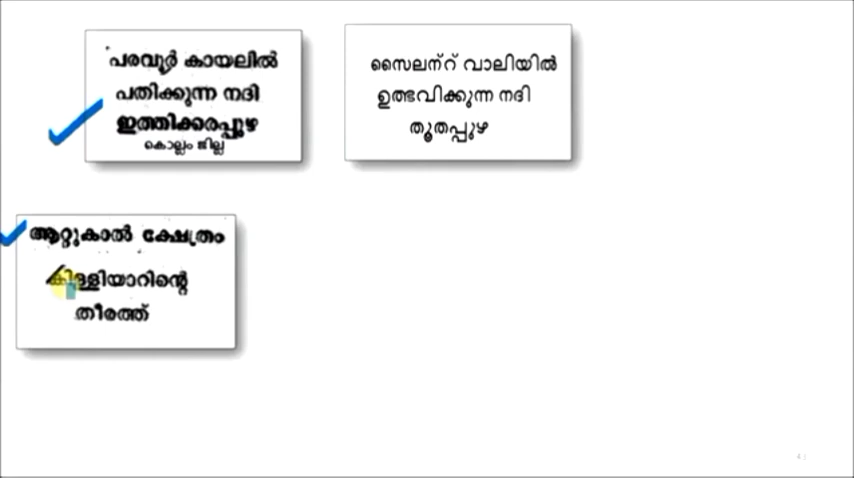 പരവൂർ കായലിൽ
പതിക്കുന്ന നദി
ഇത്തിക്കരപ്പുഴ
കൊല്ലം ജില്ല
സൈലന്റ് വാലിയിൽ
ഉത്ഭവിക്കുന്ന നദി
തൂതപ്പുഴ
ആറ്റുകാൽ ക്ഷേത്രം
കിള്ളിയാറിന്റെ
തീരത്ത്